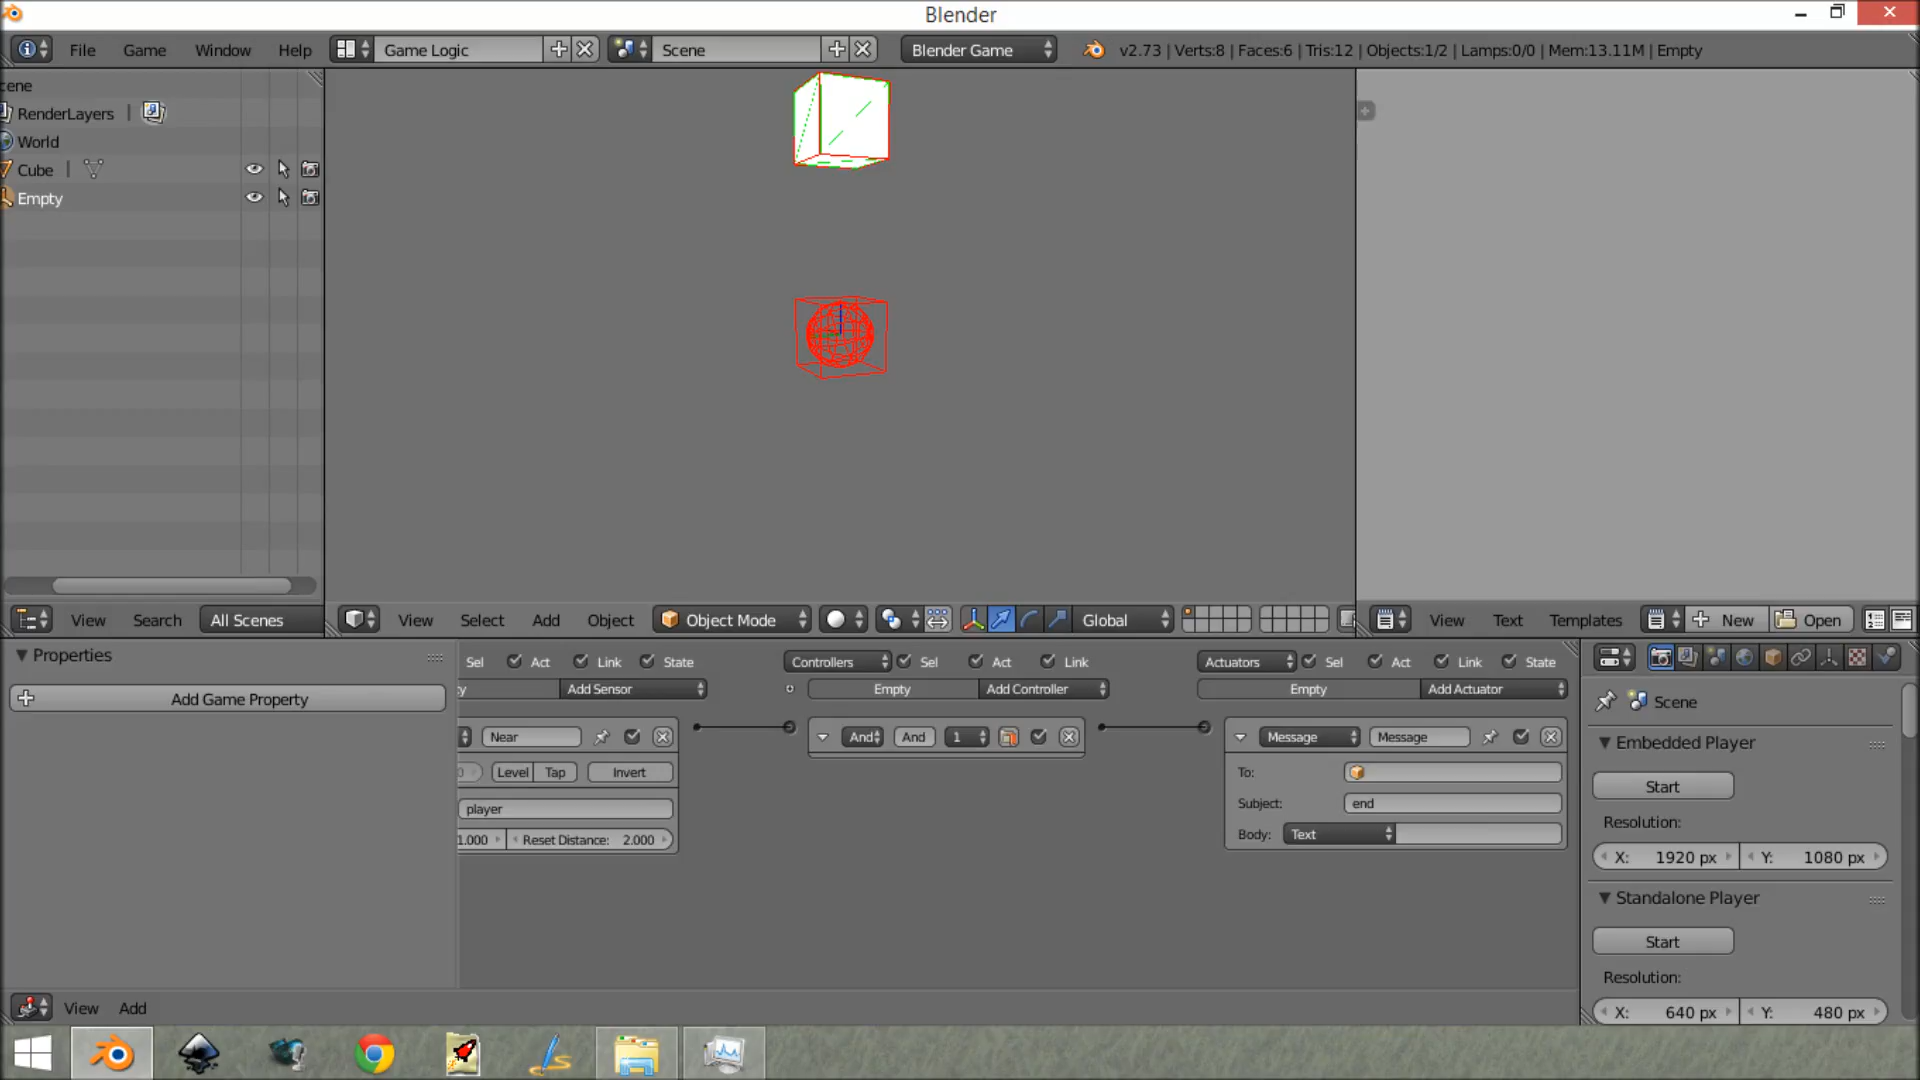 Blender
File Game Window Help Game Logic Scene Blender Game v2.73 | Verts:8 | Faces:6 | Tris:12 | Objects:1/2 | Lamps:0/0 | Mem:13.11M | Empty
cene
RenderLayers
World
Cube
Empty
View Search All Scenes View Select Add Object Object Mode Global View Text Templates New Open
Properties
Sel Act Link State Controllers Sel Act Link Actuators Sel Act Link State
Add Game Property
ty Add Sensor Empty Add Controller Empty Add Actuator
Scene
Near And And 1 Message Message
Embedded Player
Level Tap Invert To:
Start
player Subject: end
Resolution:
1.000 Reset Distance: 2.000 Body: Text
X: 1920 px Y: 1080 px
Standalone Player
Start
Resolution:
X: 640 px Y: 480 px
View Add